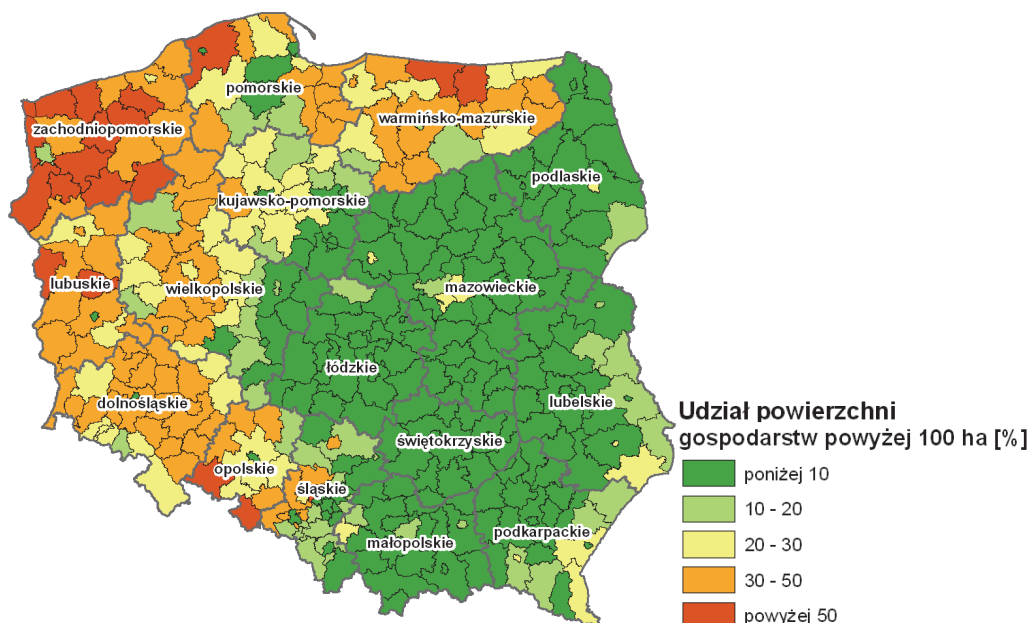 pomorskie
warmińsko-mazurskie
zachodniopomorskie
podlaskie
kujawsko-pomorskie
lubuskie
wielkopolskie
mazowieckie
łódzkie
dolnośląskie
lubelskie
świętokrzyskie
opolskie
śląskie
małopolskie
podkarpackie
Udział powierzchni
gospodarstw powyżej 100 ha [%]
poniżej 10
10 - 20
20 - 30
30 - 50
powyżej 50